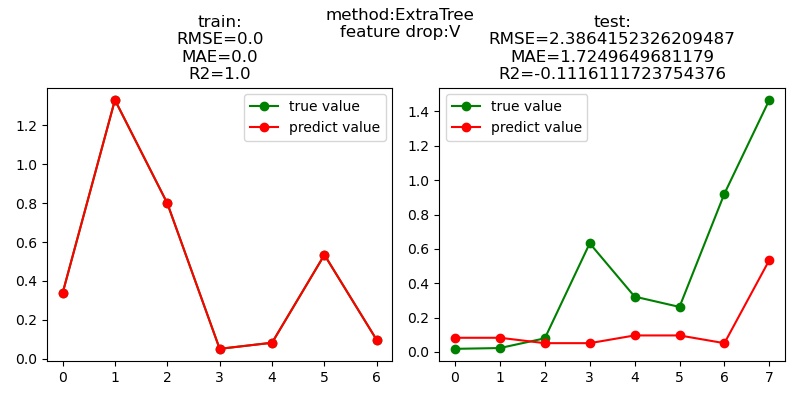 method:ExtraTree
feature drop:V
train:
RMSE=0.0
MAE=0.0
R2=1.0
true value
predict value
1.2
1.0
0.8
0.6
0.4
0.2
0.0
0 1 2 3 4 5 6
test:
RMSE=2.3864152326209487
MAE=1.7249649681179
R2=-0.1116111723754376
true value
predict value
1.4
1.2
1.0
0.8
0.6
0.4
0.2
0.0
0 1 2 3 4 5 6 7